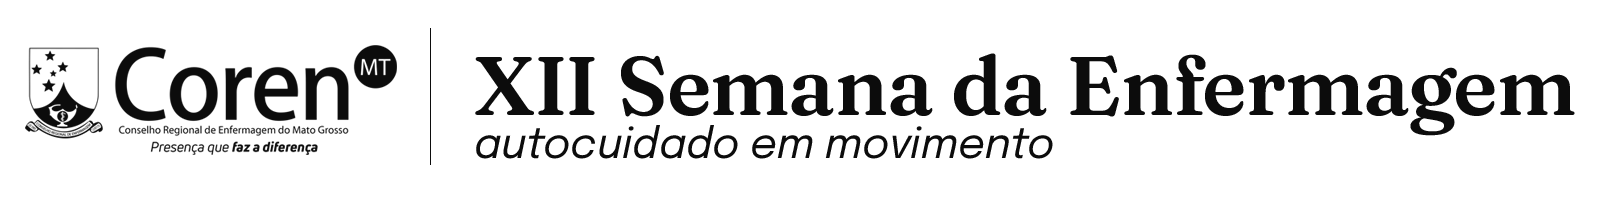 Coren MT
Conselho Regional de Enfermagem do Mato Grosso
Presença que faz a diferença
XII Semana da Enfermagem
autocuidado em movimento